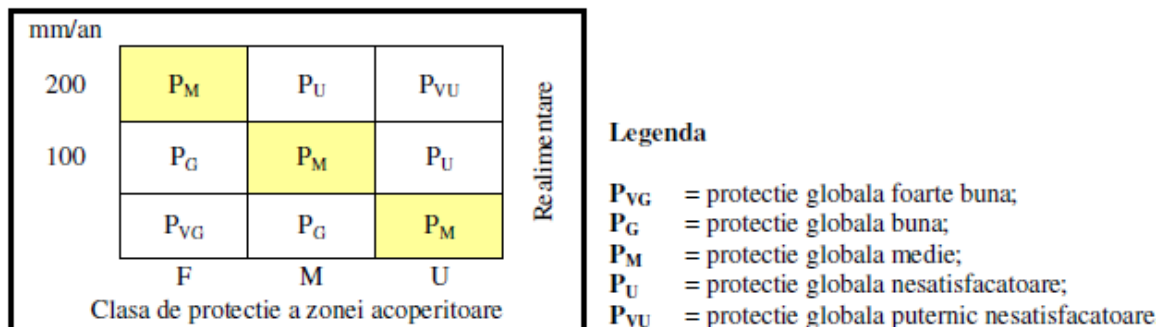 mm/an
200 P_M P_U P_VU
100 P_G P_M P_U
P_VG P_G P_M
F M U
Clasa de protectie a zonei acoperitoare
Realimentare
Legenda
P_VG = protectie globala foarte buna;
P_G = protectie globala buna;
P_M = protectie globala medie;
P_U = protectie globala nesatisfacatoare;
P_VU = protectie globala puternic nesatisfacatoare